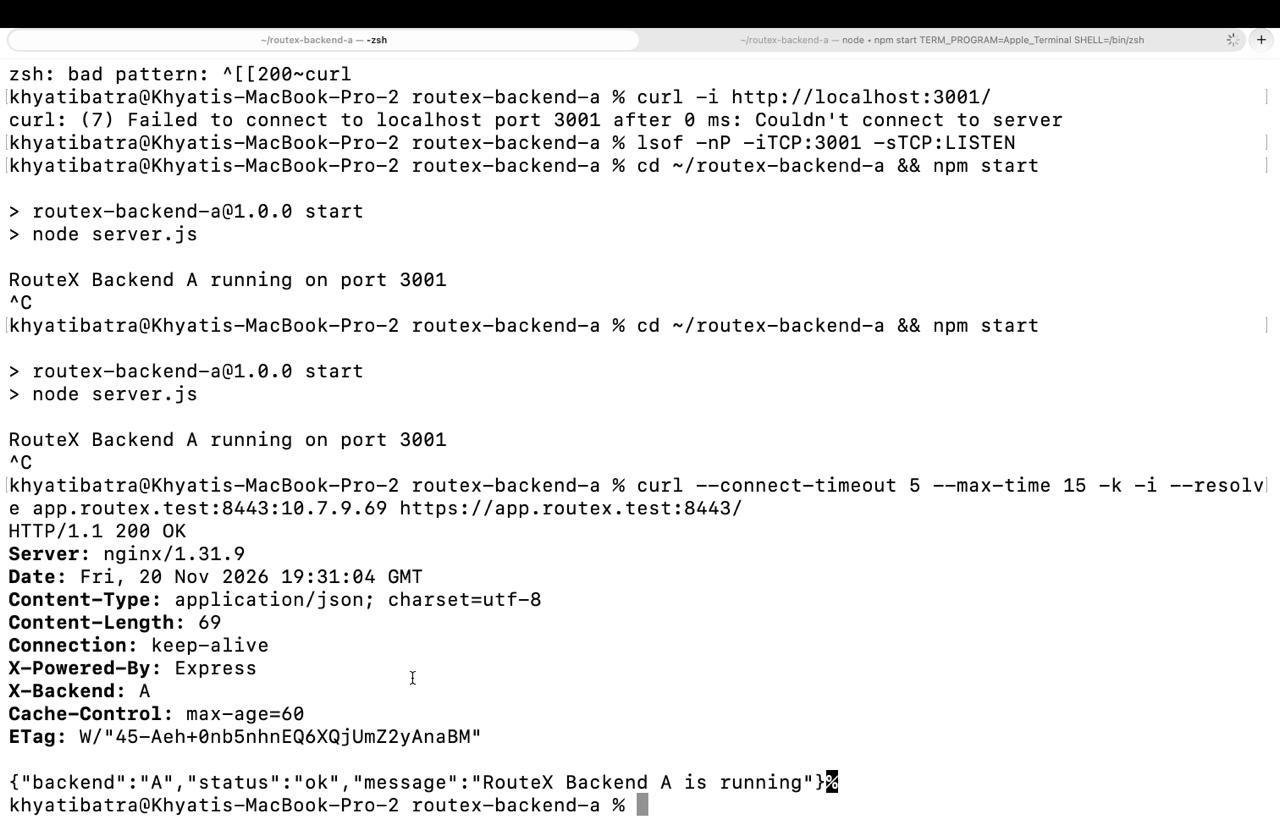 ~/routex-backend-a — -zsh
~/routex-backend-a — node • npm start TERM_PROGRAM=Apple_Terminal SHELL=/bin/zsh
+
zsh: bad pattern: ^[[200~curl
khyatibatra@Khyatis-MacBook-Pro-2 routex-backend-a % curl -i http://localhost:3001/
curl: (7) Failed to connect to localhost port 3001 after 0 ms: Couldn't connect to server
khyatibatra@Khyatis-MacBook-Pro-2 routex-backend-a % lsof -nP -iTCP:3001 -sTCP:LISTEN
khyatibatra@Khyatis-MacBook-Pro-2 routex-backend-a % cd ~/routex-backend-a && npm start
> routex-backend-a@1.0.0 start
> node server.js
RouteX Backend A running on port 3001
^C
khyatibatra@Khyatis-MacBook-Pro-2 routex-backend-a % cd ~/routex-backend-a && npm start
> routex-backend-a@1.0.0 start
> node server.js
RouteX Backend A running on port 3001
^C
khyatibatra@Khyatis-MacBook-Pro-2 routex-backend-a % curl --connect-timeout 5 --max-time 15 -k -i --resolv
e app.routex.test:8443:10.7.9.69 https://app.routex.test:8443/
HTTP/1.1 200 OK
Server: nginx/1.31.9
Date: Fri, 20 Nov 2026 19:31:04 GMT
Content-Type: application/json; charset=utf-8
Content-Length: 69
Connection: keep-alive
X-Powered-By: Express
X-Backend: A
Cache-Control: max-age=60
ETag: W/"45-Aeh+0nb5nhnEQ6XQjUmZ2yAnaBM"
{"backend":"A","status":"ok","message":"RouteX Backend A is running"}%
khyatibatra@Khyatis-MacBook-Pro-2 routex-backend-a %